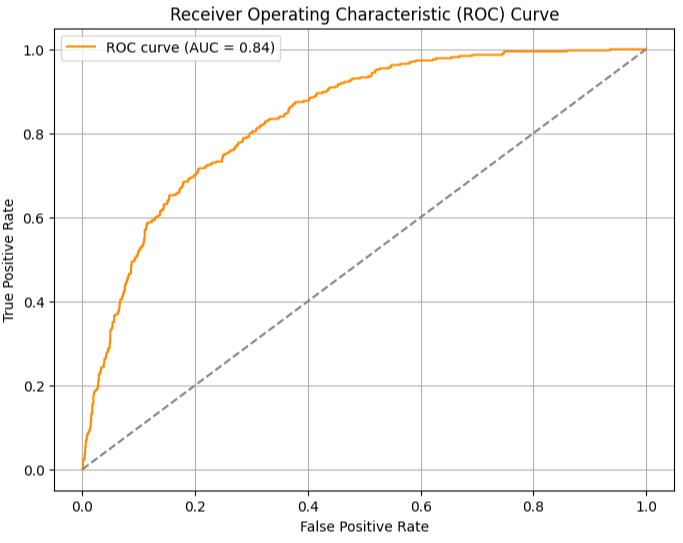 Receiver Operating Characteristic (ROC) Curve
ROC curve (AUC = 0.84)
True Positive Rate
1.0
0.8
0.6
0.4
0.2
0.0
0.0 0.2 0.4 0.6 0.8 1.0
False Positive Rate